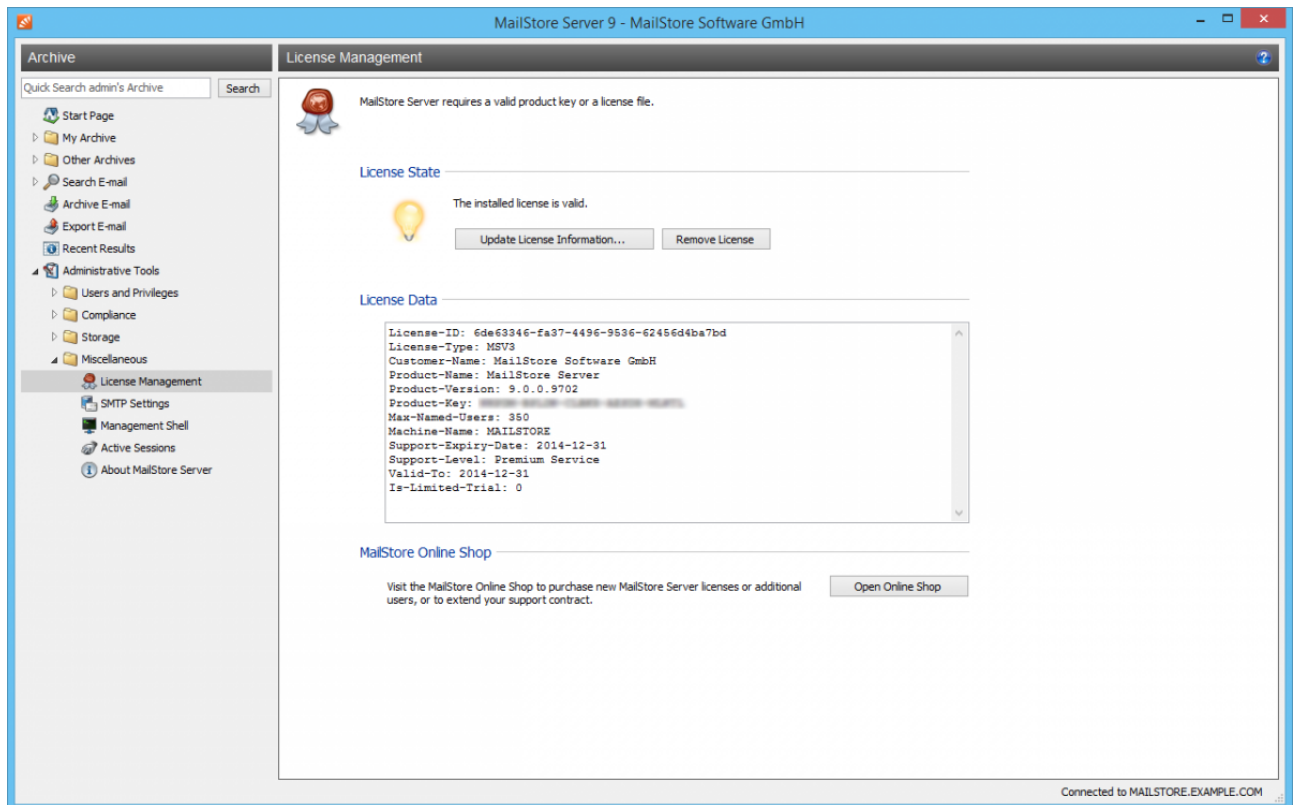 MailStore Server 9 - MailStore Software GmbH
Archive
License Management
Quick Search admin's Archive
Search
Start Page
My Archive
Other Archives
Search E-mail
Archive E-mail
Export E-mail
Recent Results
Administrative Tools
Users and Privileges
Compliance
Storage
Miscellaneous
License Management
SMTP Settings
Management Shell
Active Sessions
About MailStore Server
MailStore Server requires a valid product key or a license file.
License State
The installed license is valid.
Update License Information...
Remove License
License Data
License-ID: 6de63346-fa37-4496-9536-62456d4ba7bd
License-Type: MSV3
Customer-Name: MailStore Software GmbH
Product-Name: MailStore Server
Product-Version: 9.0.0.9702
Product-Key:
Max-Named-Users: 350
Machine-Name: MAILSTORE
Support-Expiry-Date: 2014-12-31
Support-Level: Premium Service
Valid-To: 2014-12-31
Is-Limited-Trial: 0
MailStore Online Shop
Visit the MailStore Online Shop to purchase new MailStore Server licenses or additional
users, or to extend your support contract.
Open Online Shop
Connected to MAILSTORE.EXAMPLE.COM